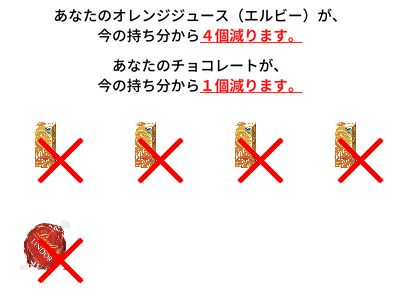 あなたのオレンジジュース（エルビー）が、
今の持ち分から４個減ります。
あなたのチョコレートが、
今の持ち分から１個減ります。
LINDOR